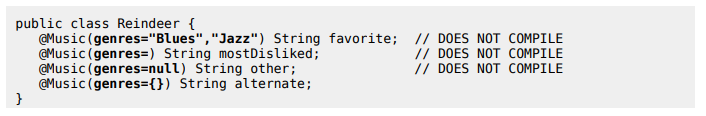 public class Reindeer {
   @Music(genres="Blues","Jazz") String favorite;  // DOES NOT COMPILE
   @Music(genres=) String mostDisliked;            // DOES NOT COMPILE
   @Music(genres=null) String other;               // DOES NOT COMPILE
   @Music(genres={}) String alternate;
}